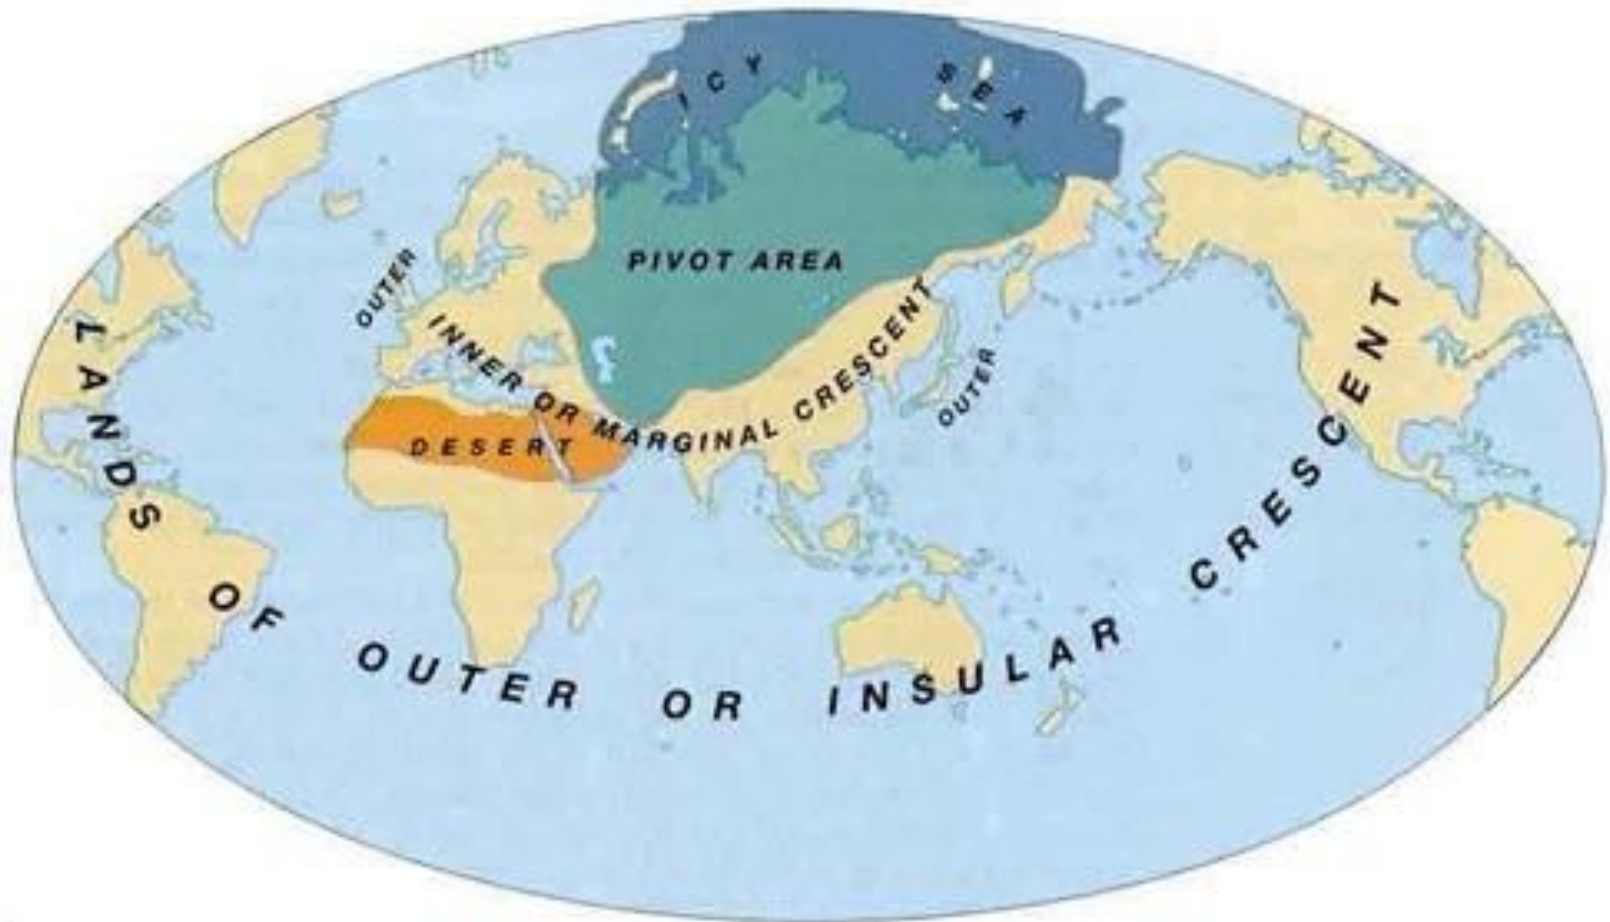 ICY SEA
PIVOT AREA
OUTER
INNER OR MARGINAL CRESCENT
OUTER
DESERT
LANDS OF OUTER OR INSULAR CRESCENT